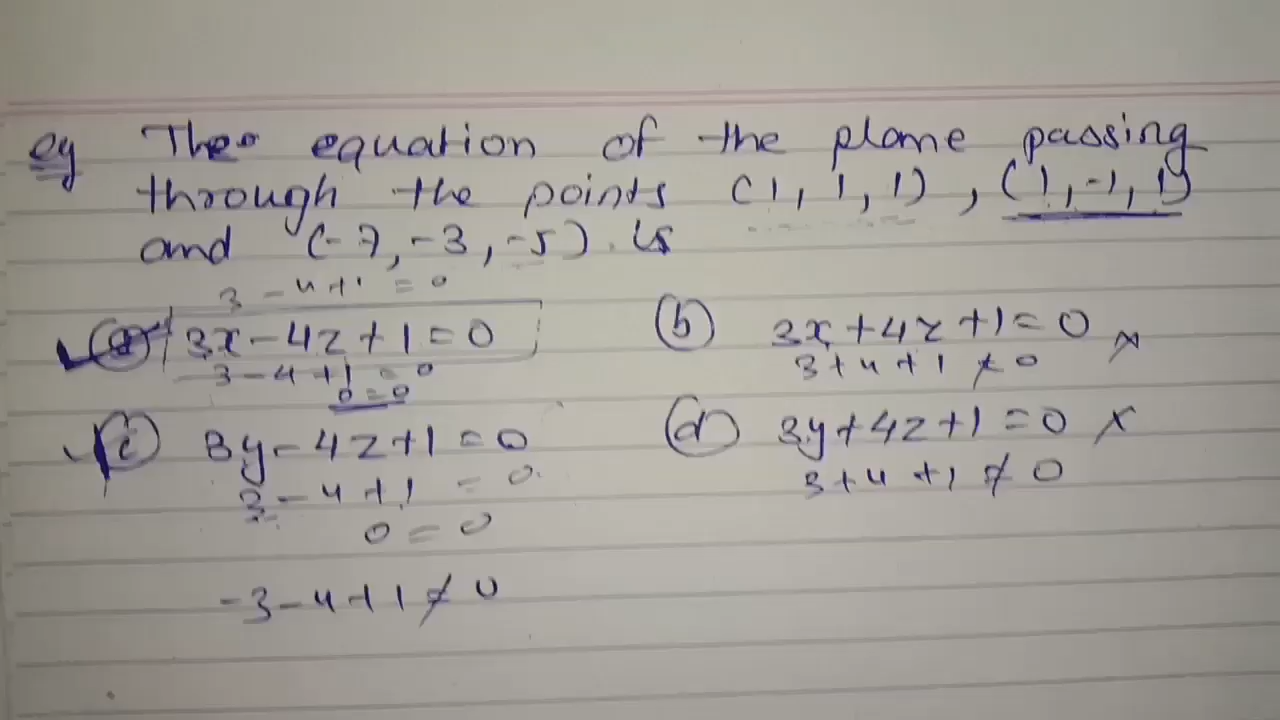 eg The equation of the plane passing
through the points (1, 1, 1), (1, -1, 1)
and (-7, -3, -5). is
3 - 4 + 1 = 0
(a) 3x - 4z + 1 = 0
3 - 4 + 1 = 0
0 = 0
(b) 3x + 4z + 1 = 0 ×
3 + 4 + 1 ≠ 0
(c) 3y - 4z + 1 = 0
3 - 4 + 1 = 0
0 = 0
(d) 3y + 4z + 1 = 0 ×
3 + 4 + 1 ≠ 0
-3 - 4 + 1 ≠ 0